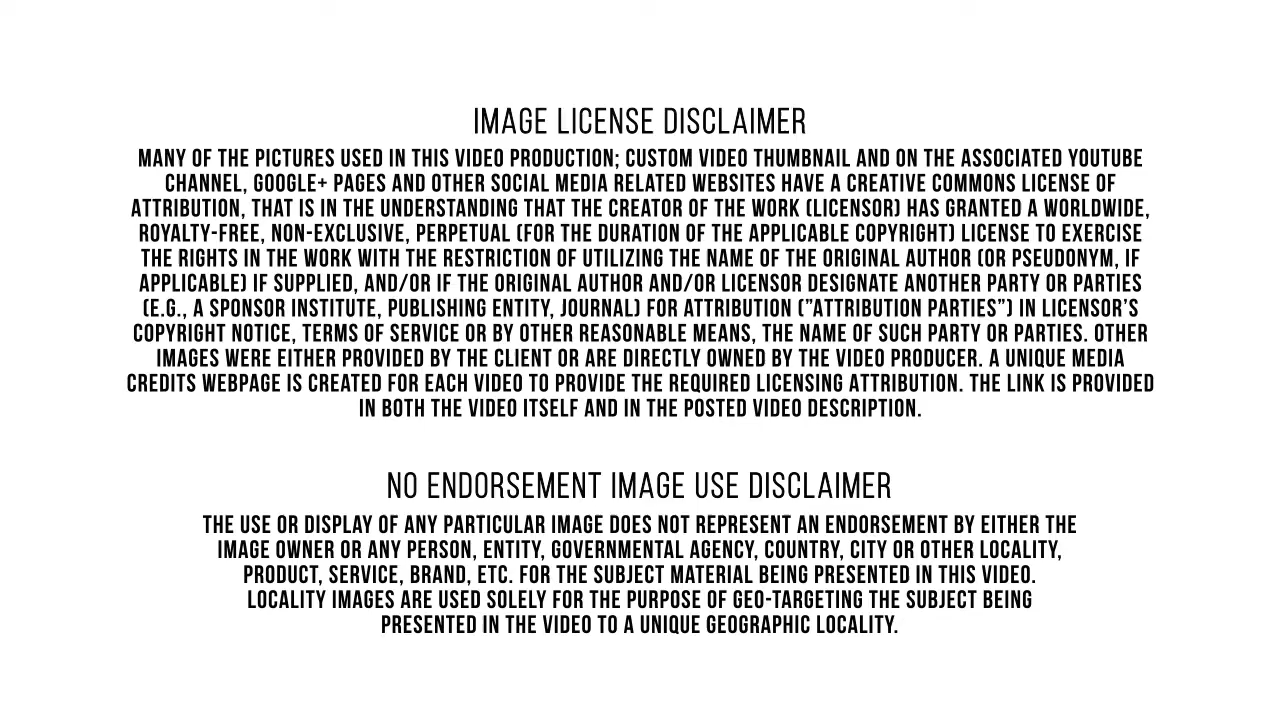 IMAGE LICENSE DISCLAIMER
MANY OF THE PICTURES USED IN THIS VIDEO PRODUCTION; CUSTOM VIDEO THUMBNAIL AND ON THE ASSOCIATED YOUTUBE
CHANNEL, GOOGLE+ PAGES AND OTHER SOCIAL MEDIA RELATED WEBSITES HAVE A CREATIVE COMMONS LICENSE OF
ATTRIBUTION, THAT IS IN THE UNDERSTANDING THAT THE CREATOR OF THE WORK (LICENSOR) HAS GRANTED A WORLDWIDE,
ROYALTY-FREE, NON-EXCLUSIVE, PERPETUAL (FOR THE DURATION OF THE APPLICABLE COPYRIGHT) LICENSE TO EXERCISE
THE RIGHTS IN THE WORK WITH THE RESTRICTION OF UTILIZING THE NAME OF THE ORIGINAL AUTHOR (OR PSEUDONYM, IF
APPLICABLE) IF SUPPLIED, AND/OR IF THE ORIGINAL AUTHOR AND/OR LICENSOR DESIGNATE ANOTHER PARTY OR PARTIES
(E.G., A SPONSOR INSTITUTE, PUBLISHING ENTITY, JOURNAL) FOR ATTRIBUTION (”ATTRIBUTION PARTIES”) IN LICENSOR’S
COPYRIGHT NOTICE, TERMS OF SERVICE OR BY OTHER REASONABLE MEANS, THE NAME OF SUCH PARTY OR PARTIES. OTHER
IMAGES WERE EITHER PROVIDED BY THE CLIENT OR ARE DIRECTLY OWNED BY THE VIDEO PRODUCER. A UNIQUE MEDIA
CREDITS WEBPAGE IS CREATED FOR EACH VIDEO TO PROVIDE THE REQUIRED LICENSING ATTRIBUTION. THE LINK IS PROVIDED
IN BOTH THE VIDEO ITSELF AND IN THE POSTED VIDEO DESCRIPTION.
NO ENDORSEMENT IMAGE USE DISCLAIMER
THE USE OR DISPLAY OF ANY PARTICULAR IMAGE DOES NOT REPRESENT AN ENDORSEMENT BY EITHER THE
IMAGE OWNER OR ANY PERSON, ENTITY, GOVERNMENTAL AGENCY, COUNTRY, CITY OR OTHER LOCALITY,
PRODUCT, SERVICE, BRAND, ETC. FOR THE SUBJECT MATERIAL BEING PRESENTED IN THIS VIDEO.
LOCALITY IMAGES ARE USED SOLELY FOR THE PURPOSE OF GEO-TARGETING THE SUBJECT BEING
PRESENTED IN THE VIDEO TO A UNIQUE GEOGRAPHIC LOCALITY.